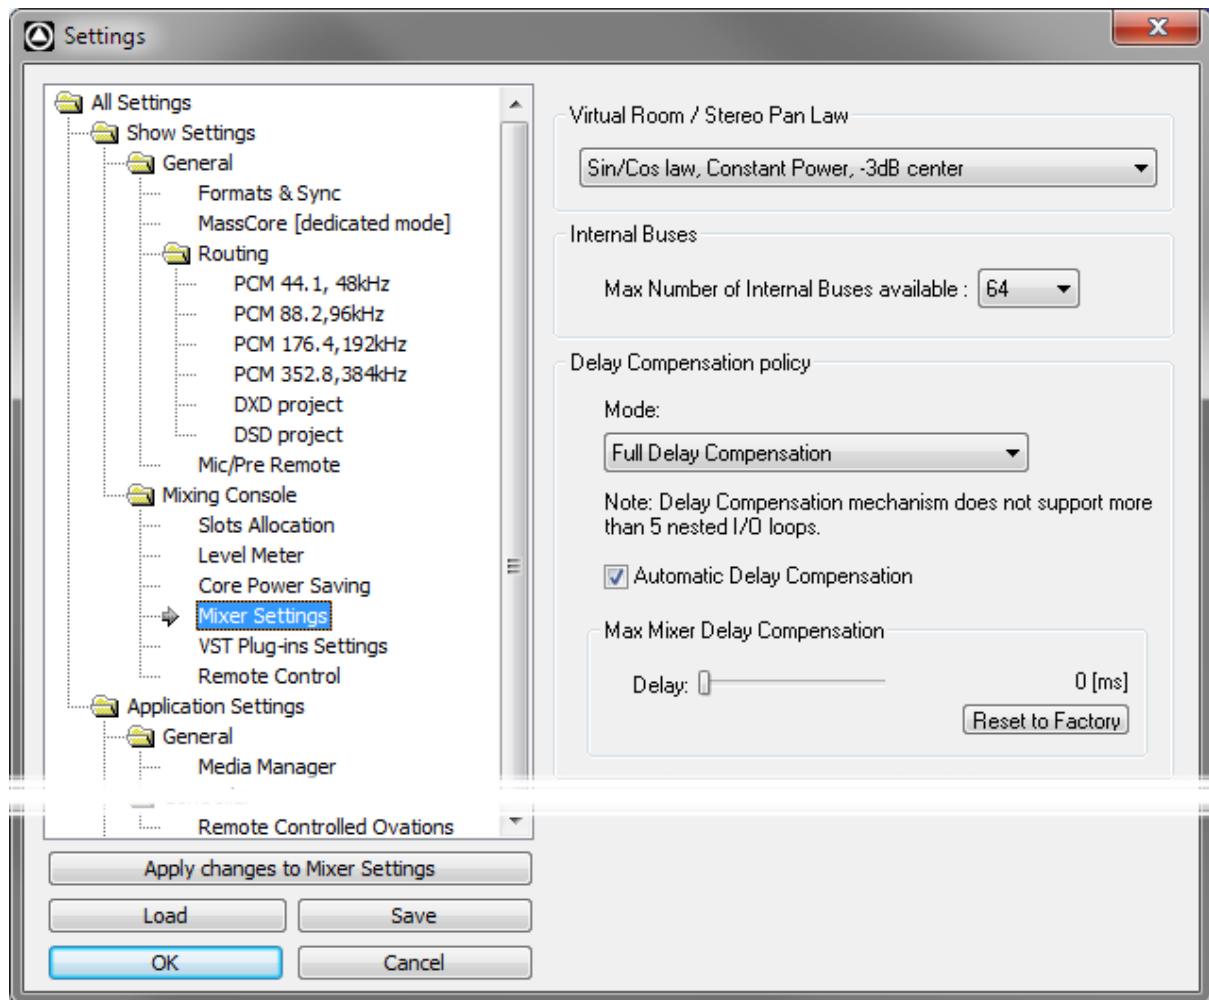 Settings
All Settings
Show Settings
General
Formats & Sync
MassCore [dedicated mode]
Routing
PCM 44.1, 48kHz
PCM 88.2,96kHz
PCM 176.4,192kHz
PCM 352.8,384kHz
DXD project
DSD project
Mic/Pre Remote
Mixing Console
Slots Allocation
Level Meter
Core Power Saving
Mixer Settings
VST Plug-ins Settings
Remote Control
Application Settings
General
Media Manager
Remote Controlled Ovations
Apply changes to Mixer Settings
Load
Save
OK
Cancel
Virtual Room / Stereo Pan Law
Sin/Cos law, Constant Power, -3dB center
Internal Buses
Max Number of Internal Buses available : 64
Delay Compensation policy
Mode:
Full Delay Compensation
Note: Delay Compensation mechanism does not support more
than 5 nested I/O loops.
Automatic Delay Compensation
Max Mixer Delay Compensation
Delay: 0 [ms]
Reset to Factory